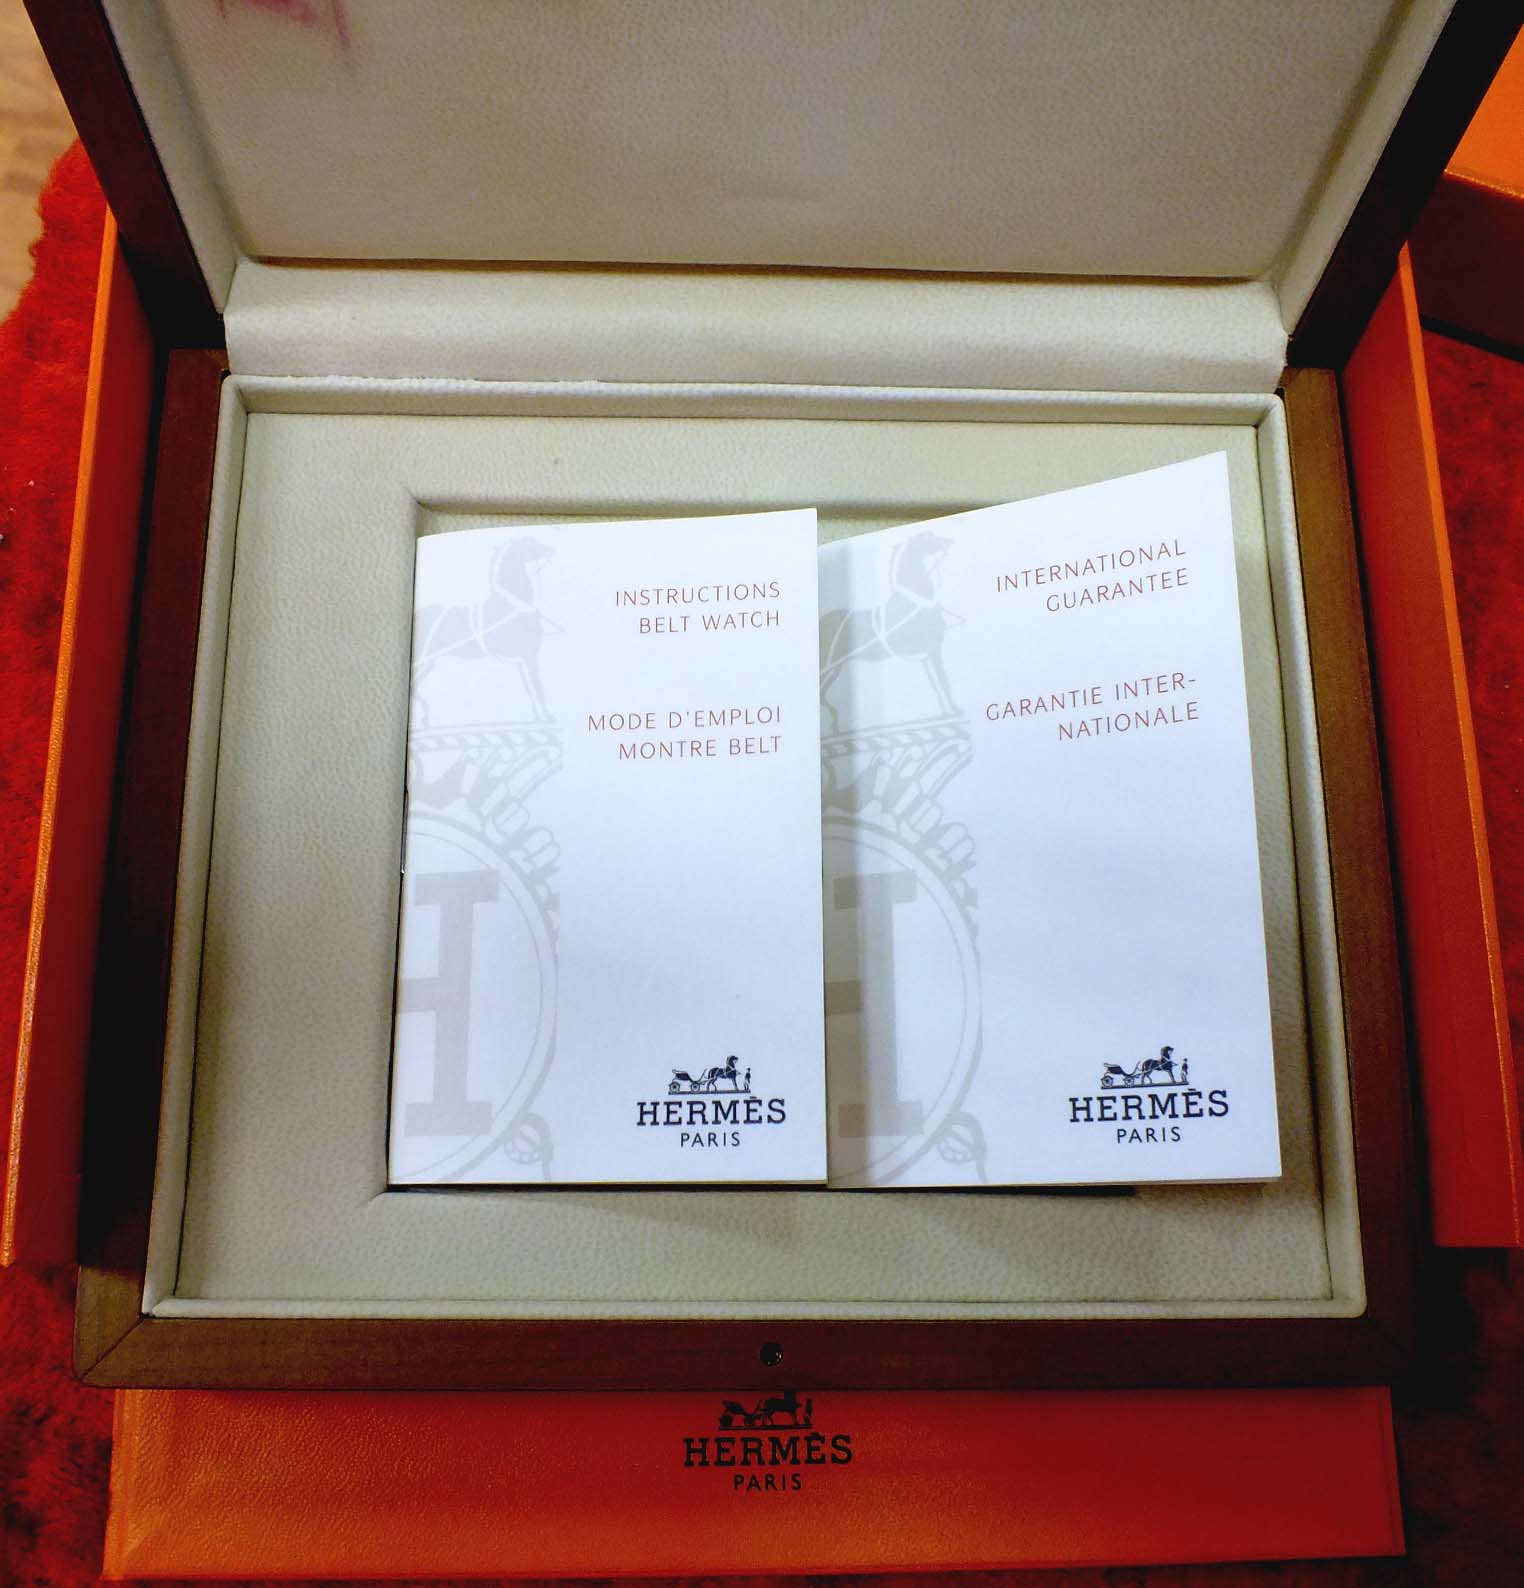 INSTRUCTIONS
BELT WATCH
MODE D'EMPLOI
MONTRE BELT
HERMÈS
PARIS
INTERNATIONAL
GUARANTEE
GARANTIE INTER-
NATIONALE
HERMÈS
PARIS
HERMÈS
PARIS